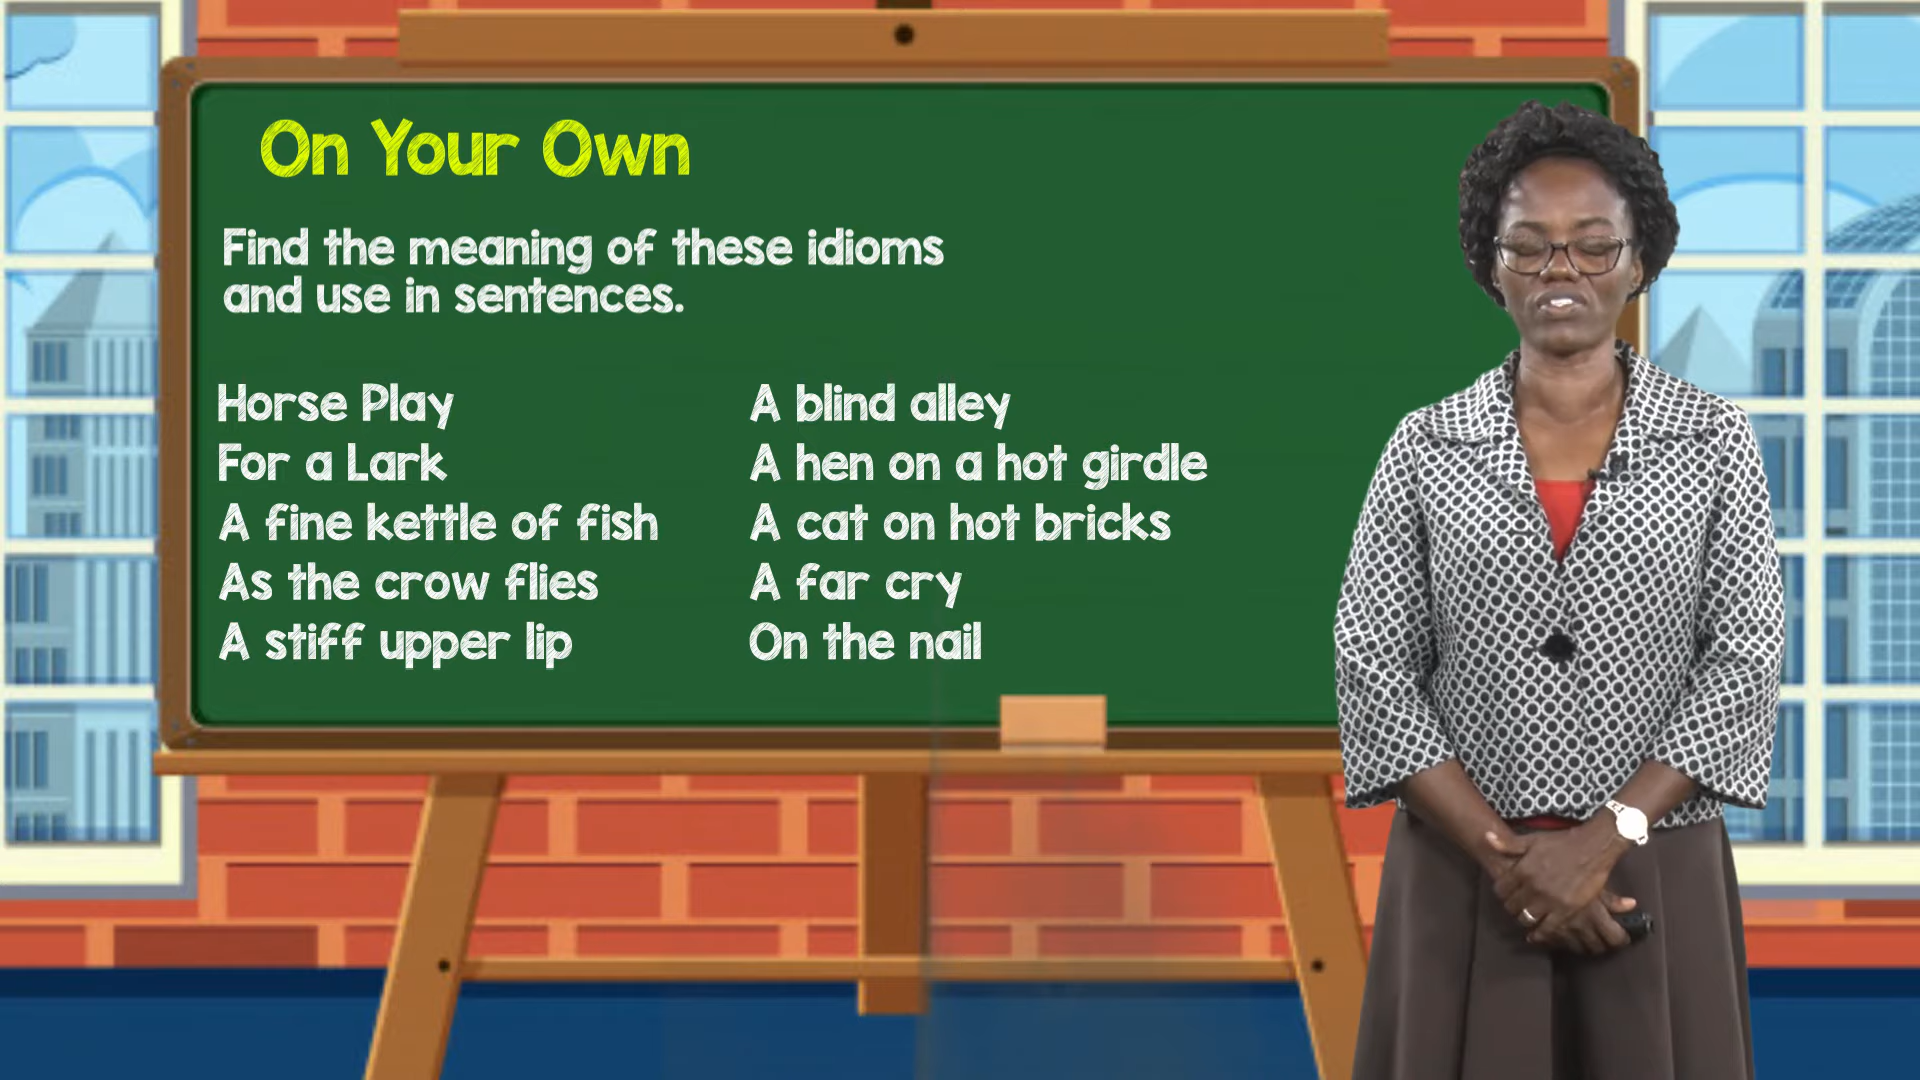 On Your Own
Find the meaning of these idioms
and use in sentences.
Horse Play
For a Lark
A fine kettle of fish
As the crow flies
A stiff upper lip
A blind alley
A hen on a hot girdle
A cat on hot bricks
A far cry
On the nail